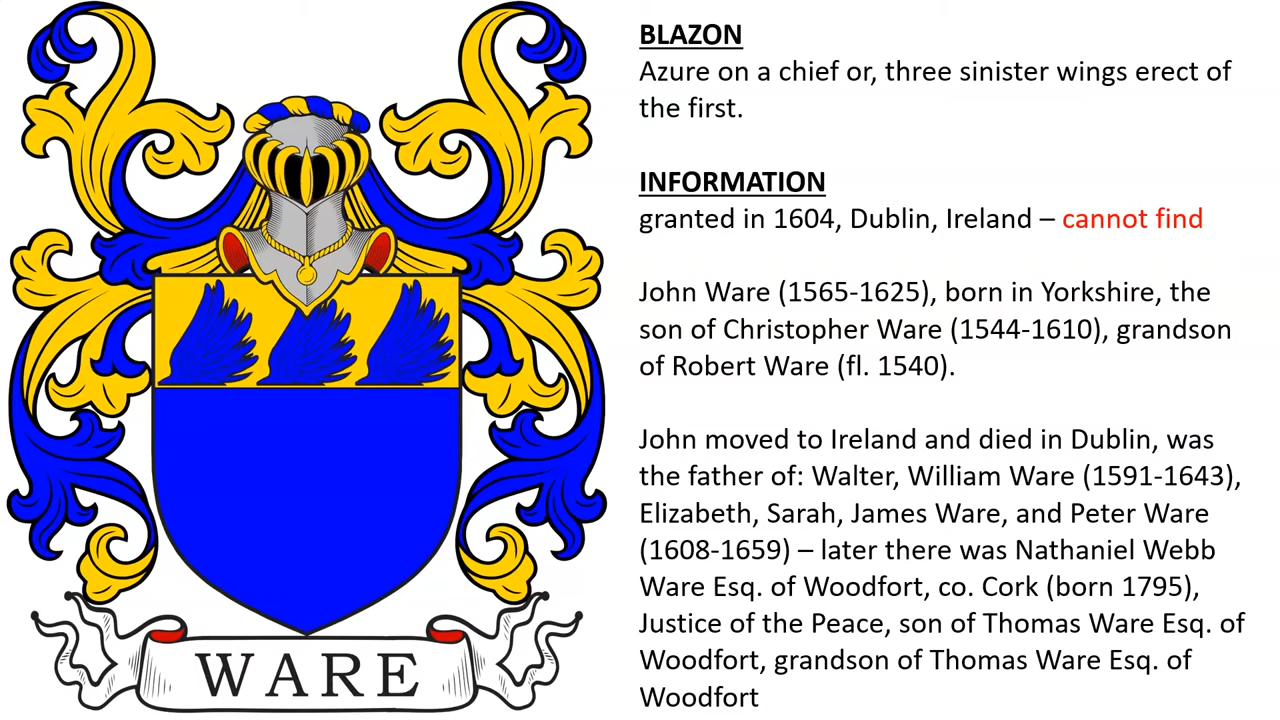 BLAZON
Azure on a chief or, three sinister wings erect of
the first.
INFORMATION
granted in 1604, Dublin, Ireland – cannot find
John Ware (1565-1625), born in Yorkshire, the
son of Christopher Ware (1544-1610), grandson
of Robert Ware (fl. 1540).
John moved to Ireland and died in Dublin, was
the father of: Walter, William Ware (1591-1643),
Elizabeth, Sarah, James Ware, and Peter Ware
(1608-1659) – later there was Nathaniel Webb
Ware Esq. of Woodfort, co. Cork (born 1795),
Justice of the Peace, son of Thomas Ware Esq. of
Woodfort, grandson of Thomas Ware Esq. of
Woodfort
WARE